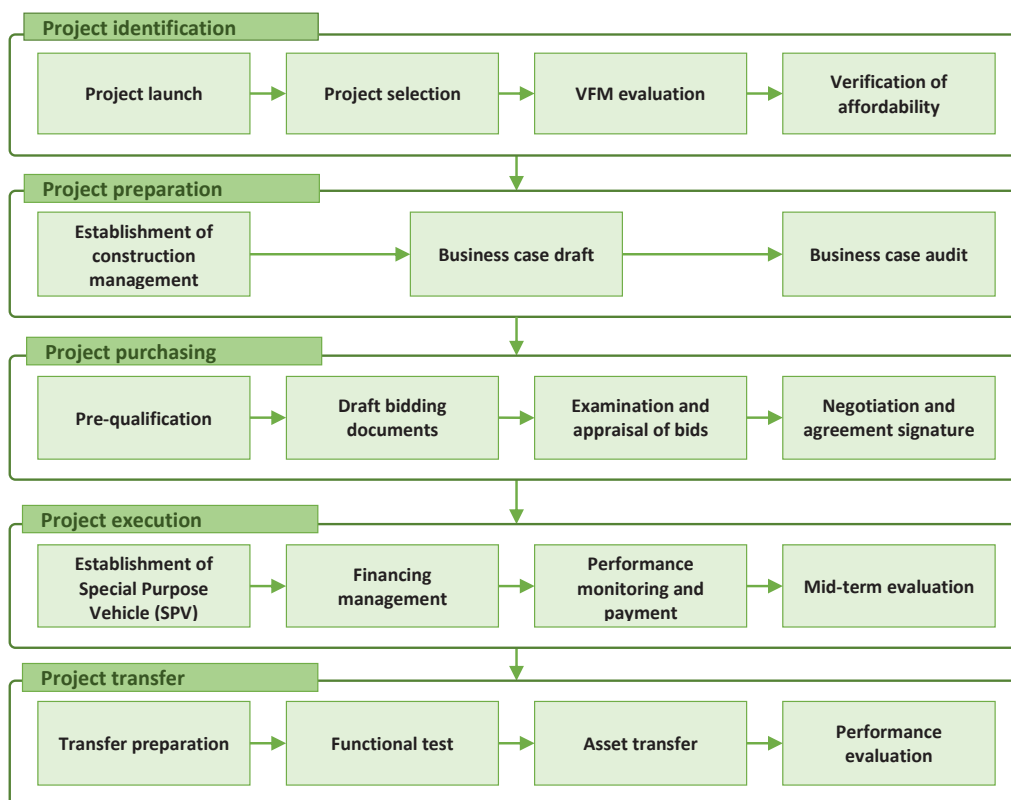 Project identification
Project launch
Project selection
VFM evaluation
Verification of
affordability
Project preparation
Establishment of
construction
management
Business case draft
Business case audit
Project purchasing
Pre-qualification
Draft bidding
documents
Examination and
appraisal of bids
Negotiation and
agreement signature
Project execution
Establishment of
Special Purpose
Vehicle (SPV)
Financing
management
Performance
monitoring and
payment
Mid-term evaluation
Project transfer
Transfer preparation
Functional test
Asset transfer
Performance
evaluation